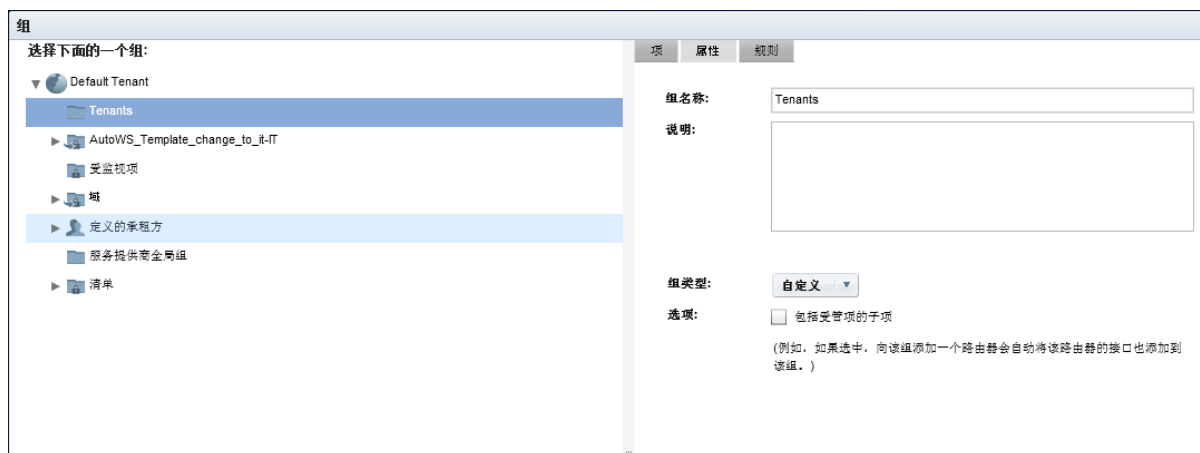 组
选择下面的一个组:
Default Tenant
Tenants
AutoWS_Template_change_to_it-IT
受监视项
域
定义的承租方
服务提供商全局组
清单
项 属性 规则
组名称: Tenants
说明:
组类型: 自定义
选项: 包括受管项的子项
(例如，如果选中，向该组添加一个路由器会自动将该路由器的接口也添加到
该组。)